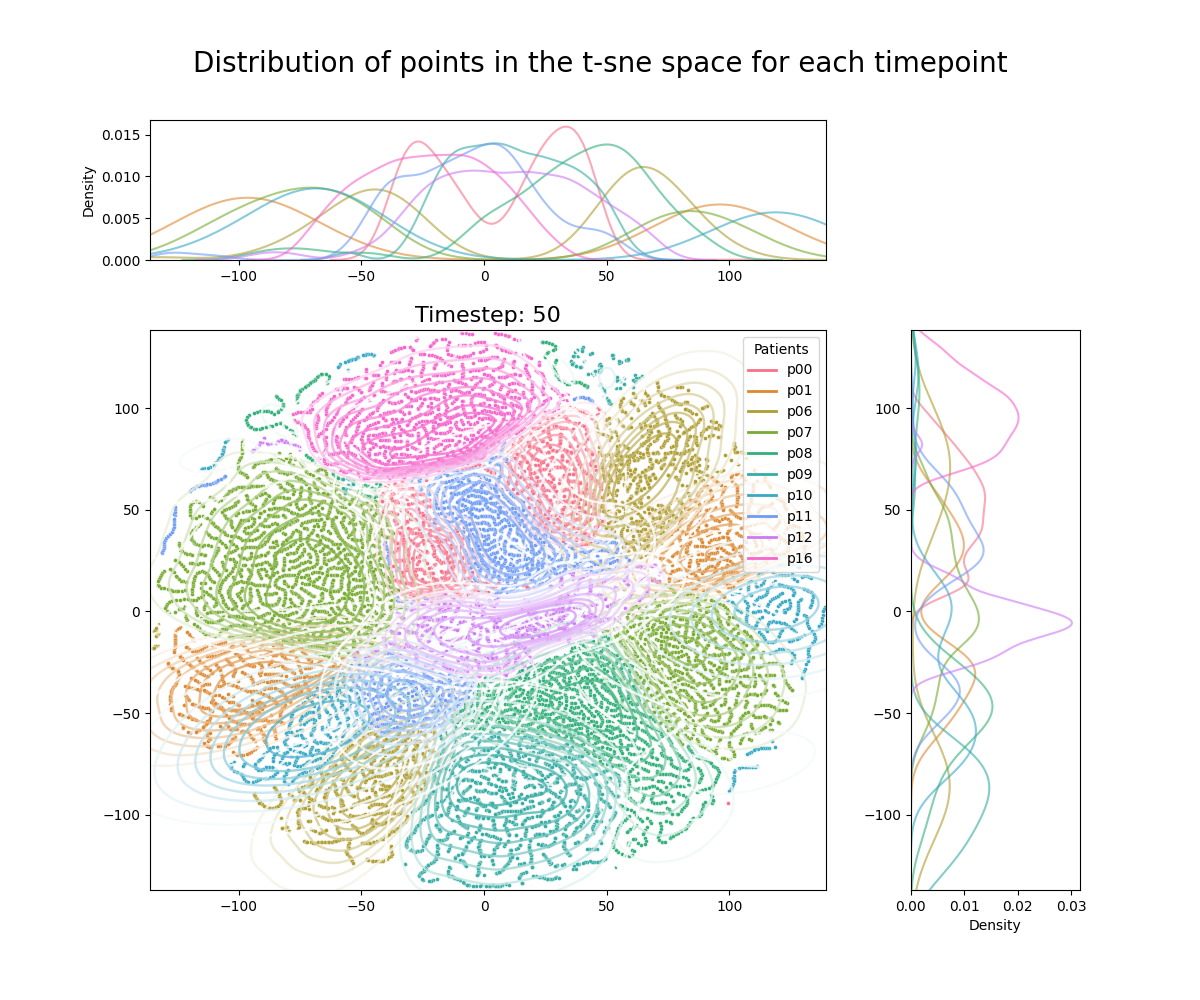 Distribution of points in the t-sne space for each timepoint
0.015
0.010
0.005
0.000
Density
−100
−50
0
50
100
Timestep: 50
100
50
0
−50
−100
−100
−50
0
50
100
Patients
p00
p01
p06
p07
p08
p09
p10
p11
p12
p16
100
50
0
−50
−100
0.00
0.01
0.02
0.03
Density